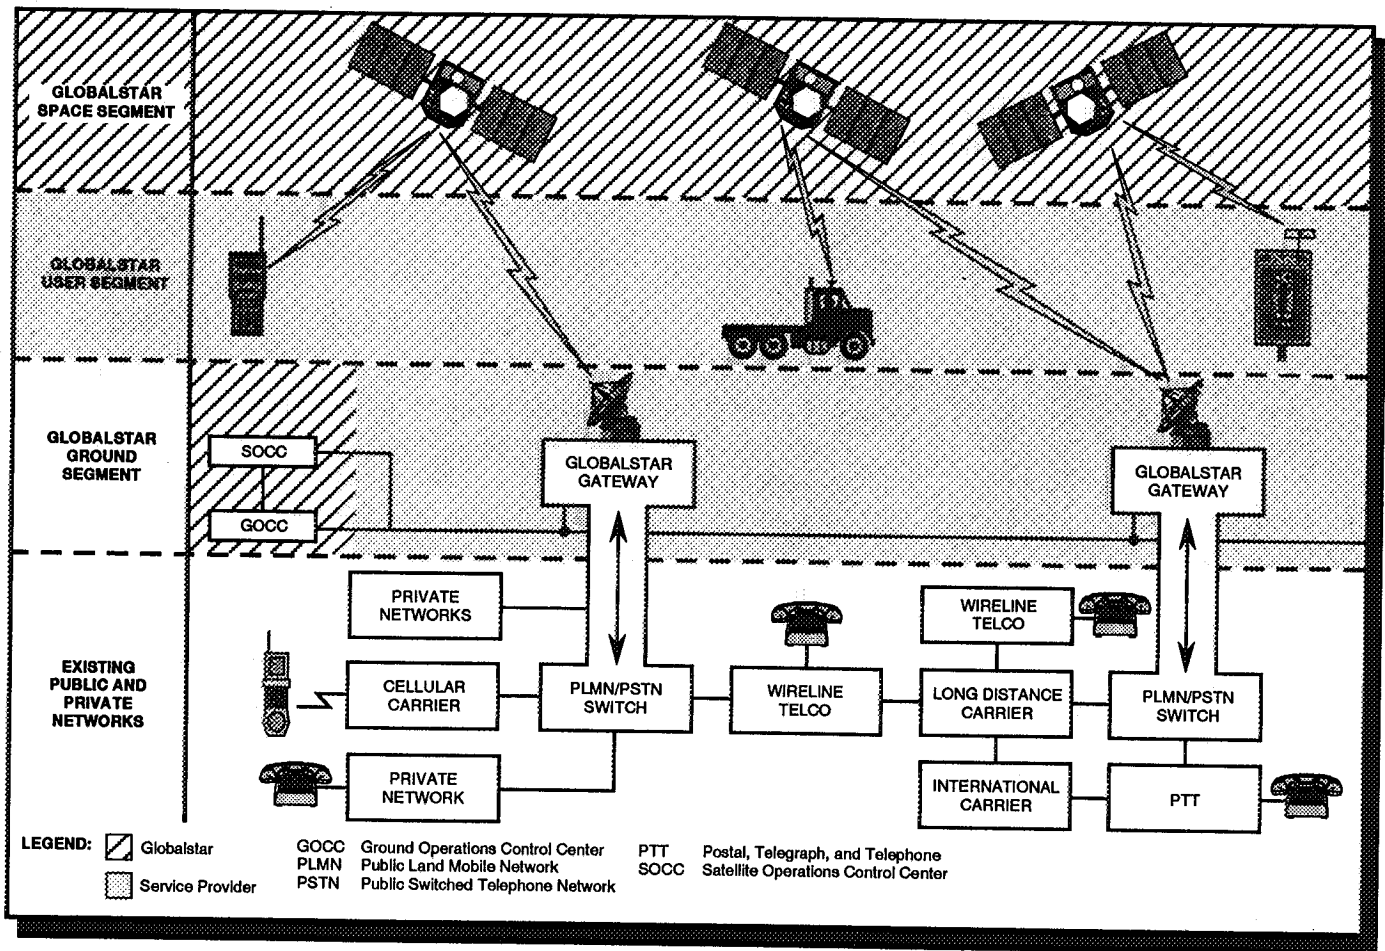 GLOBALSTAR
SPACE SEGMENT
GLOBALSTAR
USER SEGMENT
GLOBALSTAR
GROUND
SEGMENT
SOCC
GOCC
GLOBALSTAR
GATEWAY
GLOBALSTAR
GATEWAY
EXISTING
PUBLIC AND
PRIVATE
NETWORKS
PRIVATE
NETWORKS
CELLULAR
CARRIER
PRIVATE
NETWORK
PLMN/PSTN
SWITCH
WIRELINE
TELCO
WIRELINE
TELCO
LONG DISTANCE
CARRIER
INTERNATIONAL
CARRIER
PLMN/PSTN
SWITCH
PTT
LEGEND:
Globalstar
Service Provider
GOCC Ground Operations Control Center
PLMN Public Land Mobile Network
PSTN Public Switched Telephone Network
PTT Postal, Telegraph, and Telephone
SOCC Satellite Operations Control Center